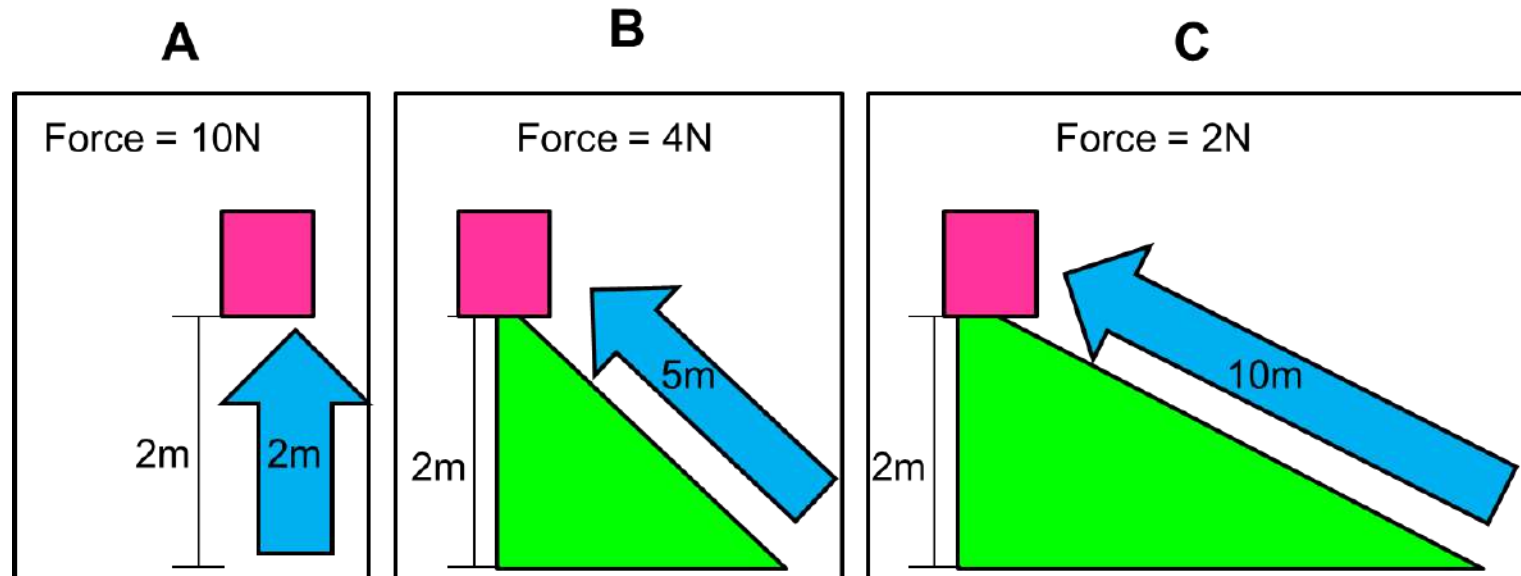 A
B
C
Force = 10N
Force = 4N
Force = 2N
2m
2m
2m
5m
2m
10m